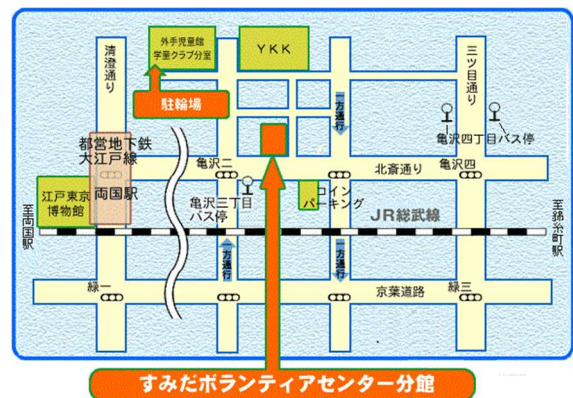 外手児童館
学童クラブ分室
YKK
清澄通り
三ツ目通り
駐輪場
一方通行
都営地下鉄
大江戸線
亀沢四丁目バス停
亀沢二
北斎通り
亀沢四
江戸東京
博物館
両国駅
亀沢三丁目
バス停
コイン
パーキング
JR総武線
至両国駅
至錦糸町駅
一方通行
一方通行
緑一
京葉道路
緑三
すみだボランティアセンター分館